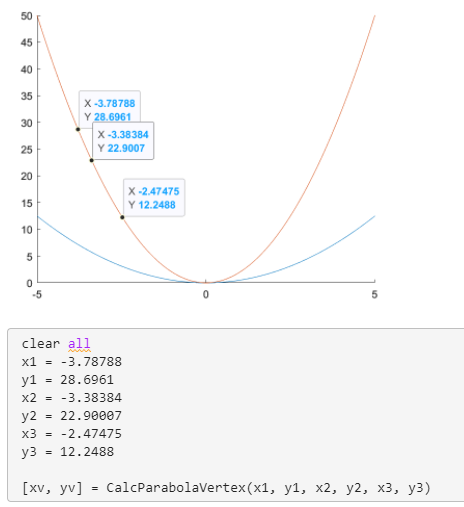 50
45
40
35
30
25
20
15
10
5
0
X -3.78788
Y 28.6961
X -3.38384
Y 22.9007
X -2.47475
Y 12.2488
-5
0
5
clear all
x1 = -3.78788
y1 = 28.6961
x2 = -3.38384
y2 = 22.90007
x3 = -2.47475
y3 = 12.2488
[xv, yv] = CalcParabolaVertex(x1, y1, x2, y2, x3, y3)